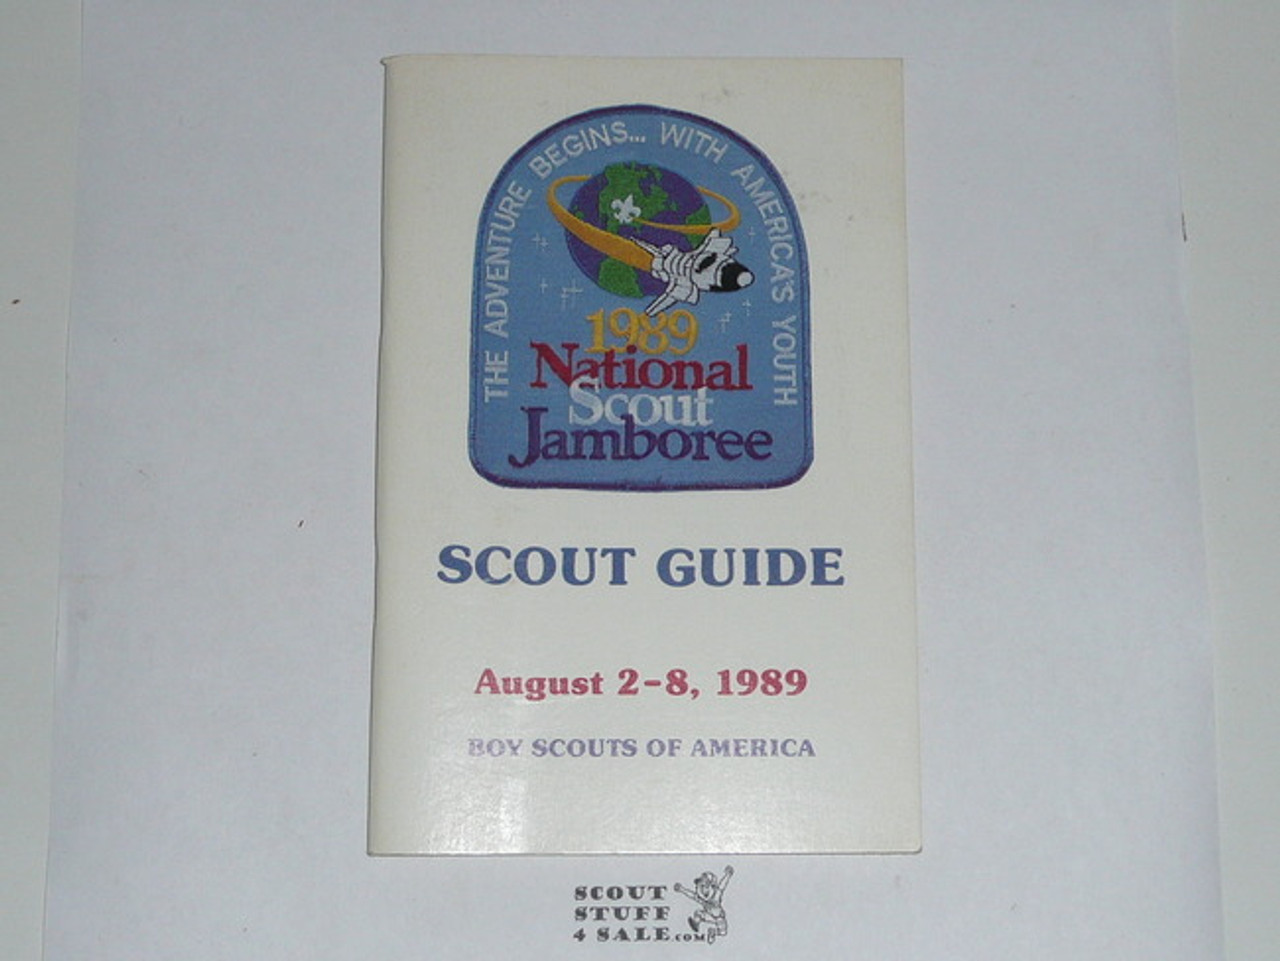 THE ADVENTURE BEGINS... WITH AMERICA'S YOUTH
1989
National
Scout
Jamboree
SCOUT GUIDE
August 2-8, 1989
BOY SCOUTS OF AMERICA
SCOUT
STUFF
4 SALE.COM